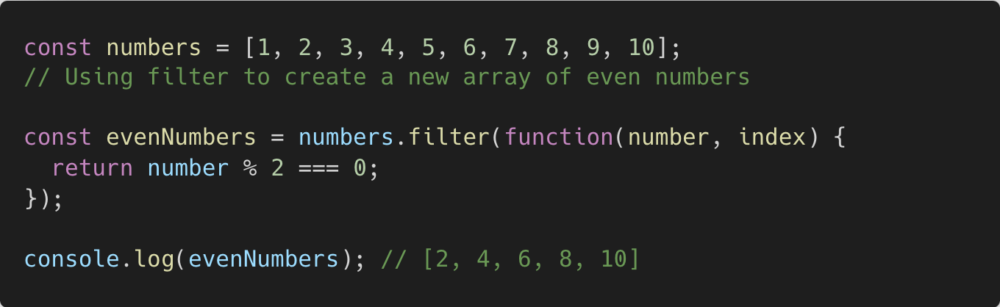 const numbers = [1, 2, 3, 4, 5, 6, 7, 8, 9, 10];
// Using filter to create a new array of even numbers
const evenNumbers = numbers.filter(function(number, index) {
  return number % 2 === 0;
});
console.log(evenNumbers); // [2, 4, 6, 8, 10]